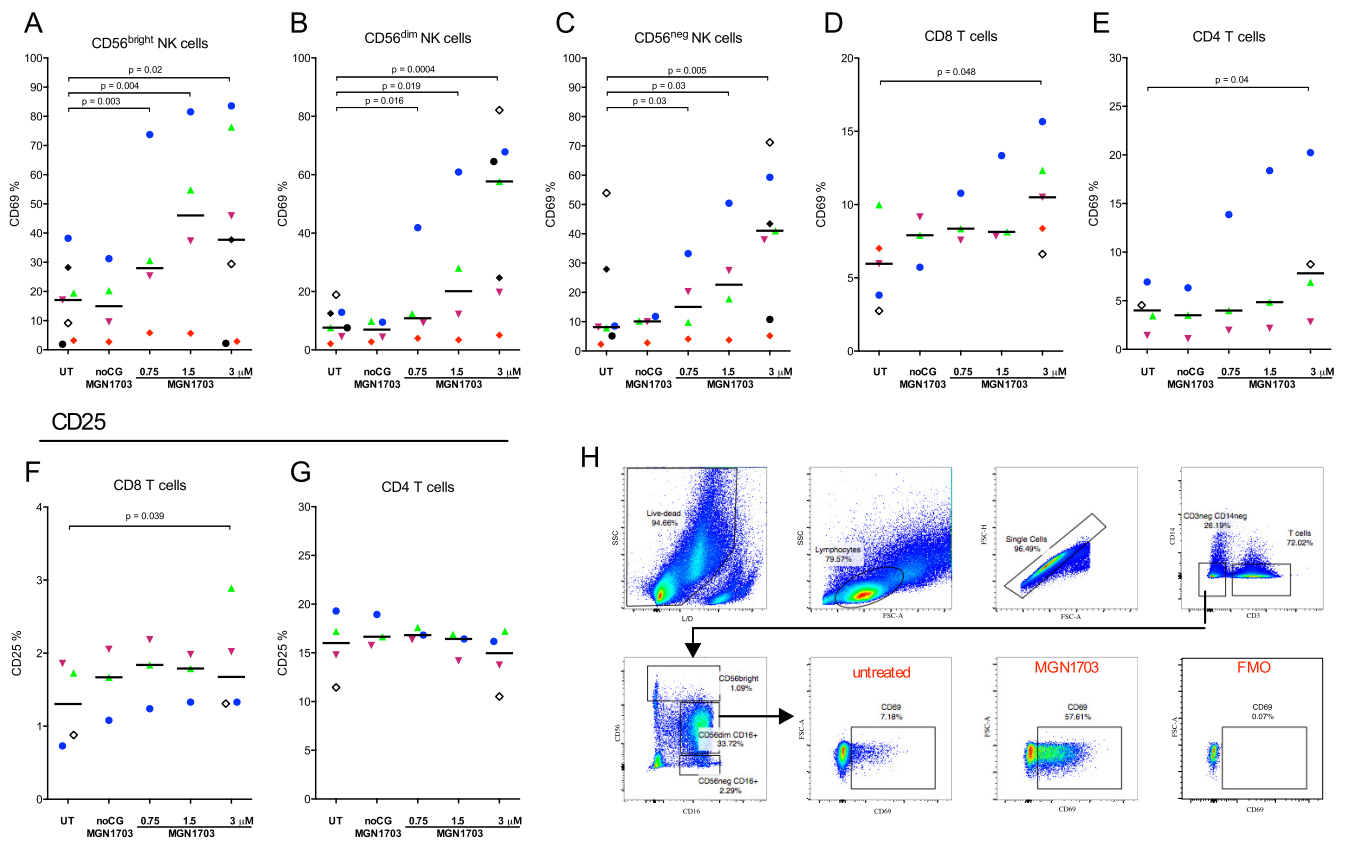 A
CD56bright NK cells
p = 0.02
p = 0.004
p = 0.003
CD69 %
100
90
80
70
60
50
40
30
20
10
0
UT
noCG
0.75
1.5
3 μM
MGN1703
MGN1703
B
CD56dim NK cells
p = 0.0004
p = 0.019
p = 0.016
CD69 %
100
80
60
40
20
0
UT
noCG
0.75
1.5
3 μM
MGN1703
MGN1703
C
CD56neg NK cells
p = 0.005
p = 0.03
p = 0.03
CD69 %
100
90
80
70
60
50
40
30
20
10
0
UT
noCG
0.75
1.5
3 μM
MGN1703
MGN1703
D
CD8 T cells
p = 0.048
CD69 %
20
15
10
5
0
UT
noCG
0.75
1.5
3 μM
MGN1703
MGN1703
E
CD4 T cells
p = 0.04
CD69 %
30
25
20
15
10
5
0
UT
noCG
0.75
1.5
3 μM
MGN1703
MGN1703
CD25
F
CD8 T cells
p = 0.039
CD25 %
4
3
2
1
0
UT
noCG
0.75
1.5
3 μM
MGN1703
MGN1703
G
CD4 T cells
CD25 %
30
25
20
15
10
5
0
UT
noCG
0.75
1.5
3 μM
MGN1703
MGN1703
H
Live-dead
94.66%
SSC
L/D
Lymphocytes
79.57%
SSC
FSC-A
Single Cells
96.49%
FSC-H
FSC-A
CD3neg CD14neg
26.19%
T cells
72.02%
CD14
CD3
CD56bright
1.09%
CD56dim CD16+
33.72%
CD56neg CD16+
2.29%
CD56
CD16
untreated
CD69
7.18%
FSC-A
CD69
MGN1703
CD69
57.61%
FSC-A
CD69
FMO
CD69
0.07%
FSC-A
CD69